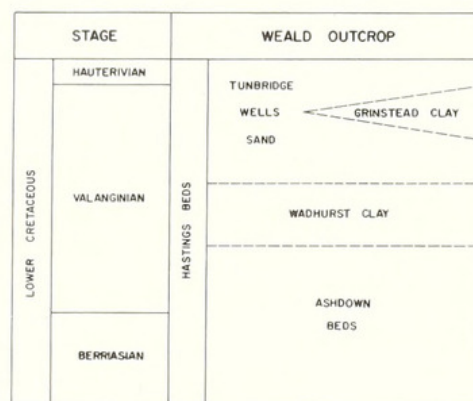 STAGE
WEALD OUTCROP
LOWER CRETACEOUS
HAUTERIVIAN
VALANGINIAN
BERRIASIAN
HASTINGS BEDS
TUNBRIDGE
WELLS
SAND
GRINSTEAD CLAY
WADHURST CLAY
ASHDOWN
BEDS